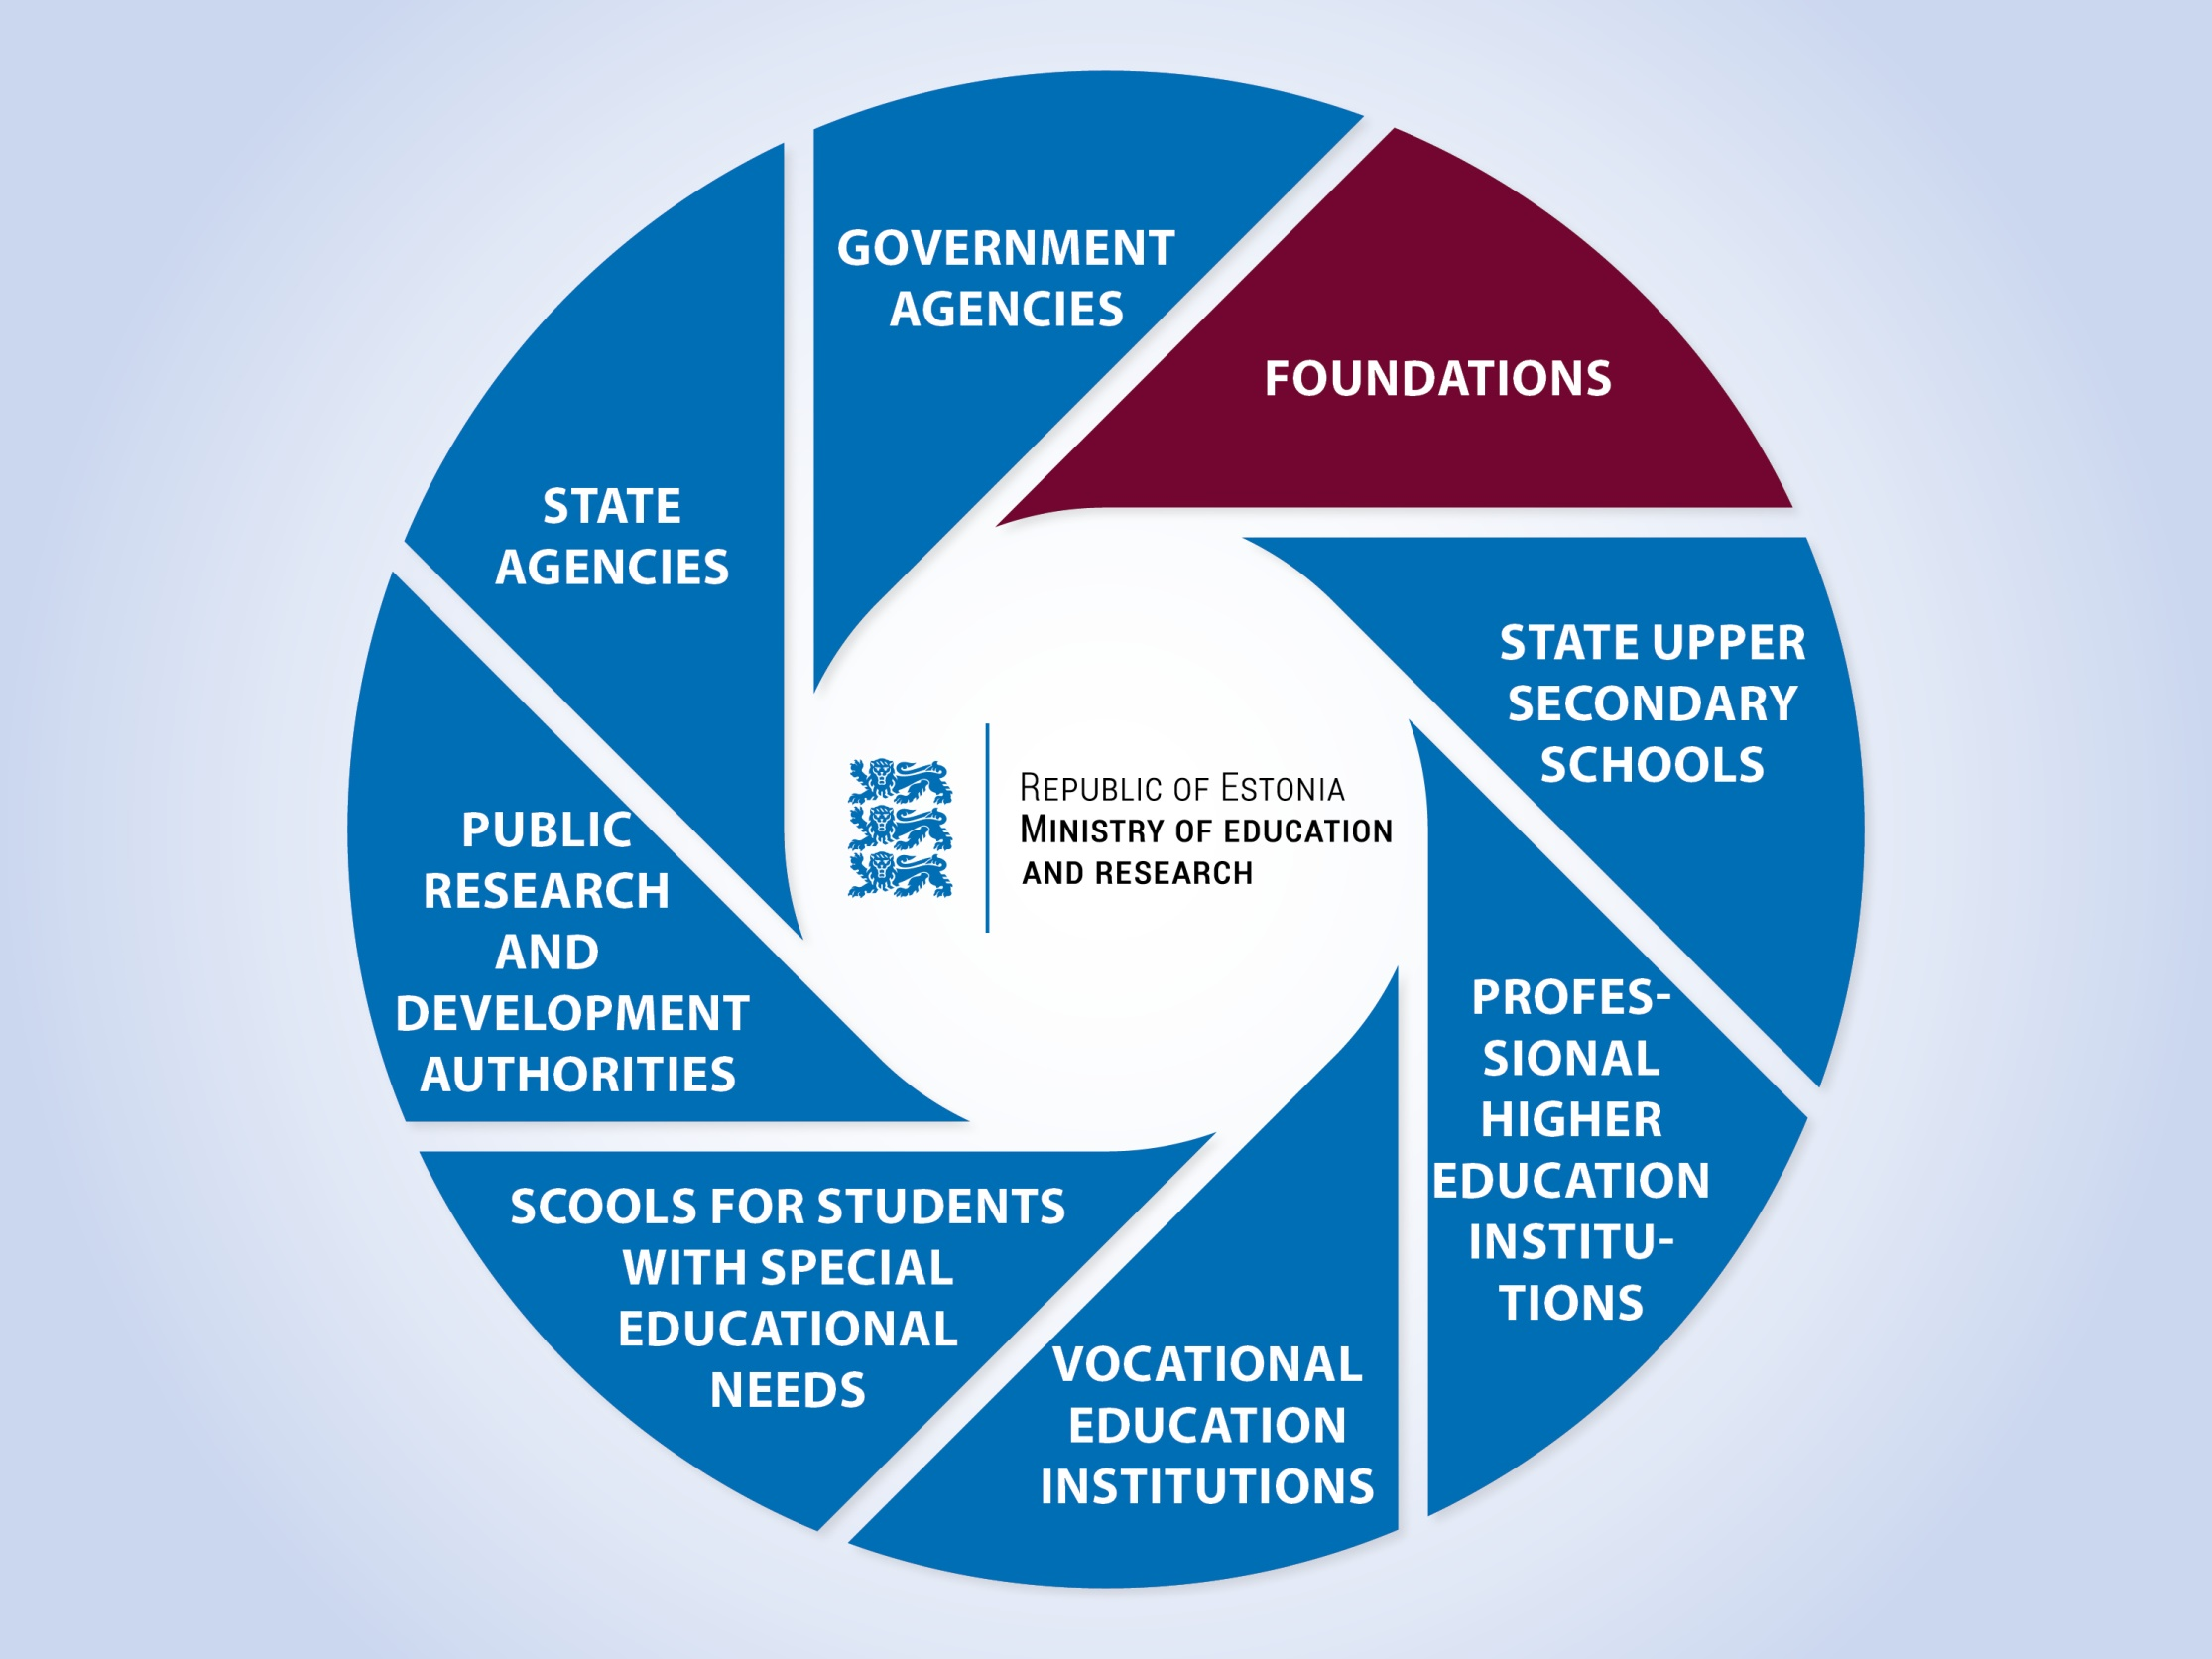 GOVERNMENT
AGENCIES
FOUNDATIONS
STATE UPPER
SECONDARY
SCHOOLS
PROFES-
SIONAL
HIGHER
EDUCATION
INSTITU-
TIONS
VOCATIONAL
EDUCATION
INSTITUTIONS
SCOOLS FOR STUDENTS
WITH SPECIAL
EDUCATIONAL
NEEDS
PUBLIC
RESEARCH
AND
DEVELOPMENT
AUTHORITIES
STATE
AGENCIES
REPUBLIC OF ESTONIA
MINISTRY OF EDUCATION
AND RESEARCH